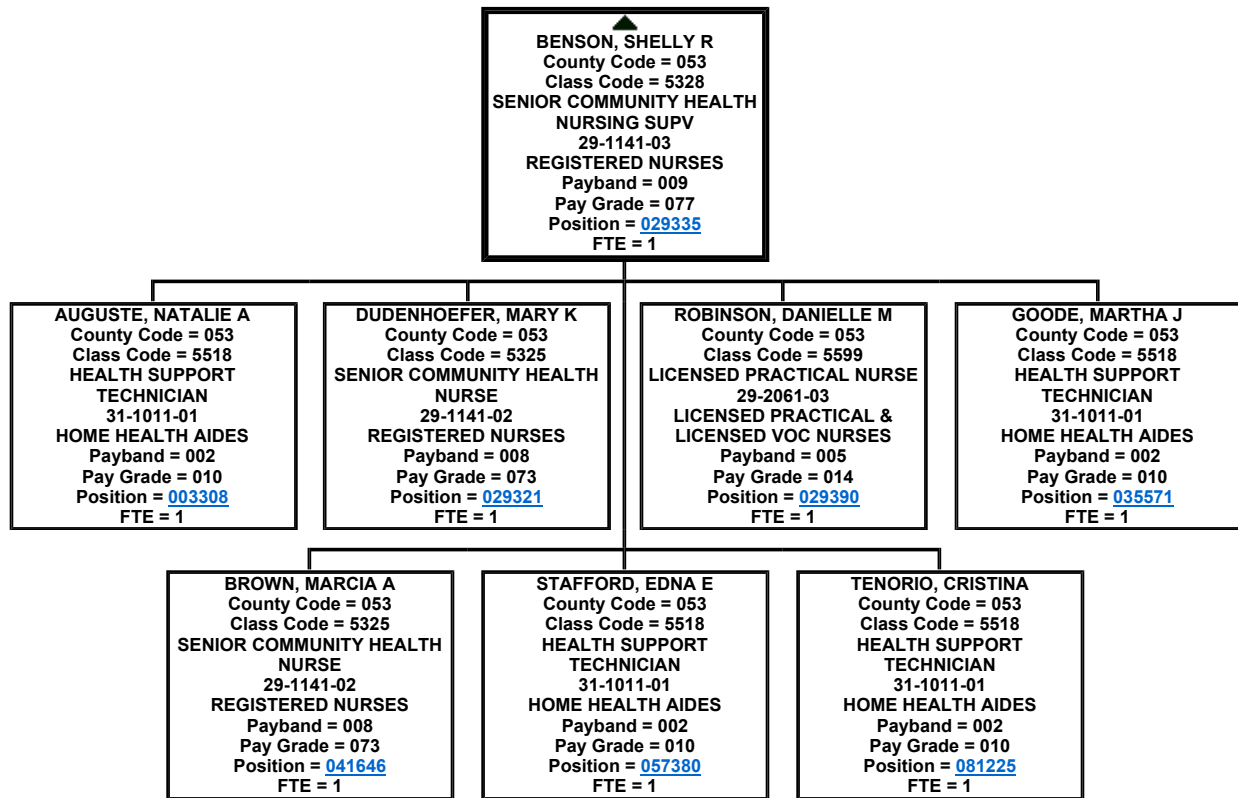 BENSON, SHELLY R
County Code = 053
Class Code = 5328
SENIOR COMMUNITY HEALTH
NURSING SUPV
29-1141-03
REGISTERED NURSES
Payband = 009
Pay Grade = 077
Position = 029335
FTE = 1
AUGUSTE, NATALIE A
County Code = 053
Class Code = 5518
HEALTH SUPPORT
TECHNICIAN
31-1011-01
HOME HEALTH AIDES
Payband = 002
Pay Grade = 010
Position = 003308
FTE = 1
DUDENHOEFER, MARY K
County Code = 053
Class Code = 5325
SENIOR COMMUNITY HEALTH
NURSE
29-1141-02
REGISTERED NURSES
Payband = 008
Pay Grade = 073
Position = 029321
FTE = 1
ROBINSON, DANIELLE M
County Code = 053
Class Code = 5599
LICENSED PRACTICAL NURSE
29-2061-03
LICENSED PRACTICAL &
LICENSED VOC NURSES
Payband = 005
Pay Grade = 014
Position = 029390
FTE = 1
GOODE, MARTHA J
County Code = 053
Class Code = 5518
HEALTH SUPPORT
TECHNICIAN
31-1011-01
HOME HEALTH AIDES
Payband = 002
Pay Grade = 010
Position = 035571
FTE = 1
BROWN, MARCIA A
County Code = 053
Class Code = 5325
SENIOR COMMUNITY HEALTH
NURSE
29-1141-02
REGISTERED NURSES
Payband = 008
Pay Grade = 073
Position = 041646
FTE = 1
STAFFORD, EDNA E
County Code = 053
Class Code = 5518
HEALTH SUPPORT
TECHNICIAN
31-1011-01
HOME HEALTH AIDES
Payband = 002
Pay Grade = 010
Position = 057380
FTE = 1
TENORIO, CRISTINA
County Code = 053
Class Code = 5518
HEALTH SUPPORT
TECHNICIAN
31-1011-01
HOME HEALTH AIDES
Payband = 002
Pay Grade = 010
Position = 081225
FTE = 1